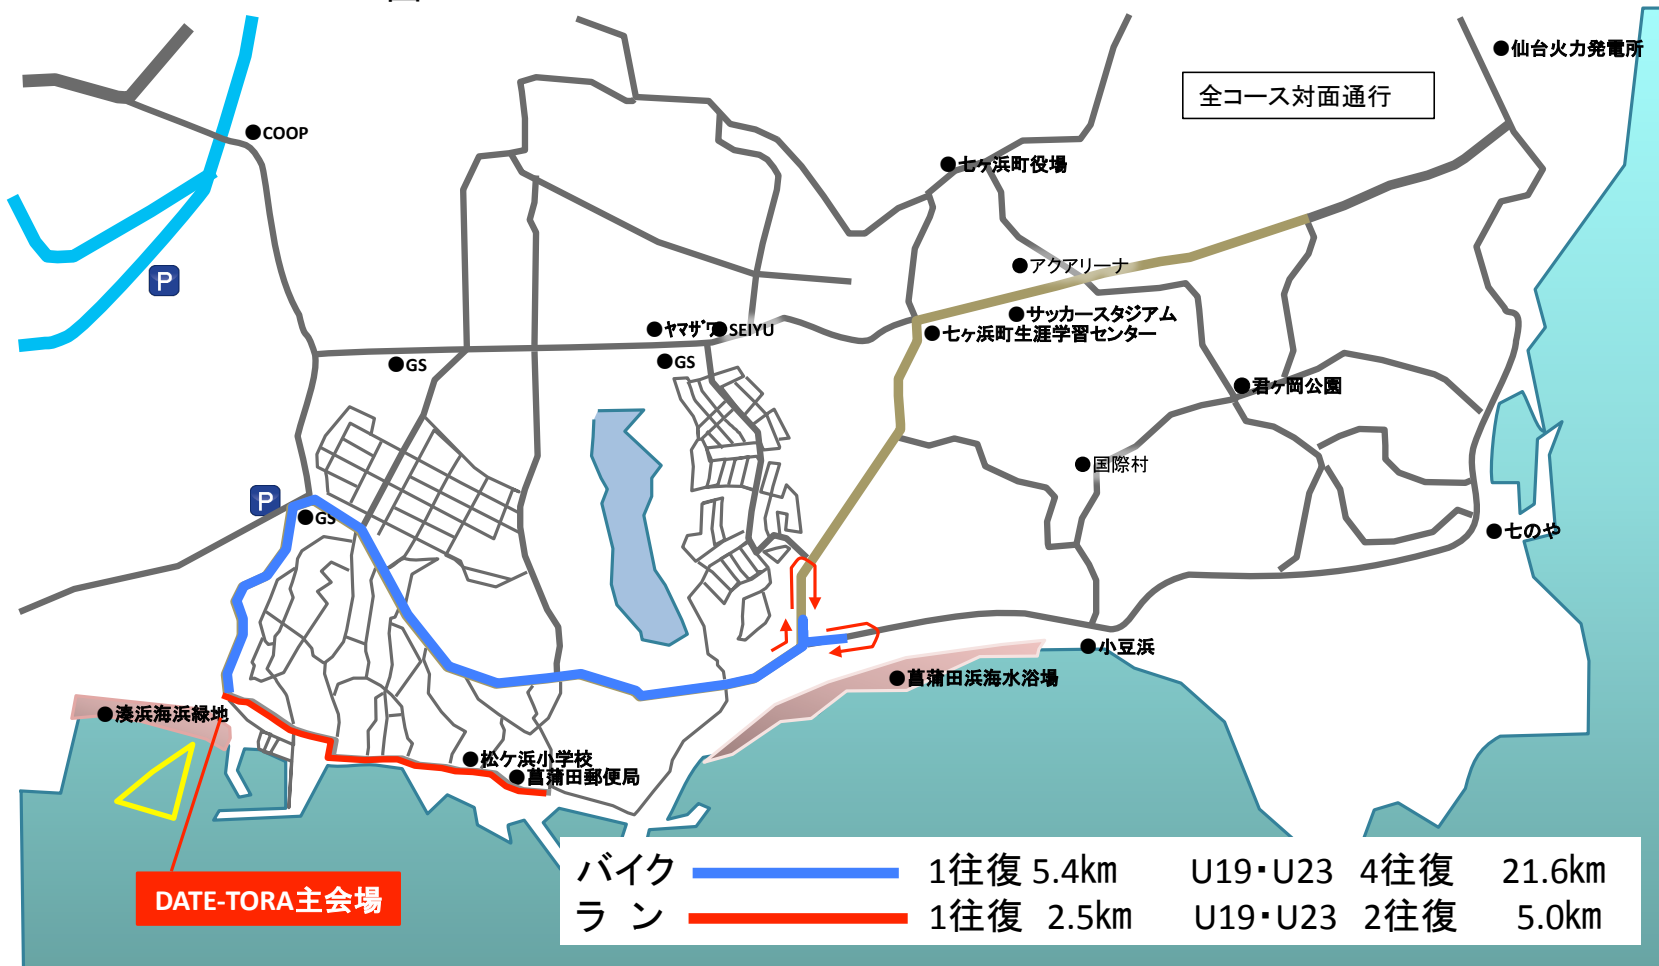 ●仙台火力発電所
全コース対面通行
●COOP
●七ヶ浜町役場
P
●アクアリーナ
●サッカースタジアム
●ヤマザワ
●SEIYU
●七ヶ浜町生涯学習センター
●GS
●GS
●君ヶ岡公園
●国際村
P
●GS
●七のや
●小豆浜
●菖蒲田浜海水浴場
●湊浜海浜緑地
●松ケ浜小学校
●菖蒲田郵便局
DATE-TORA主会場
バイク 1往復 5.4km U19・U23 4往復 21.6km
ラ ン 1往復 2.5km U19・U23 2往復 5.0km